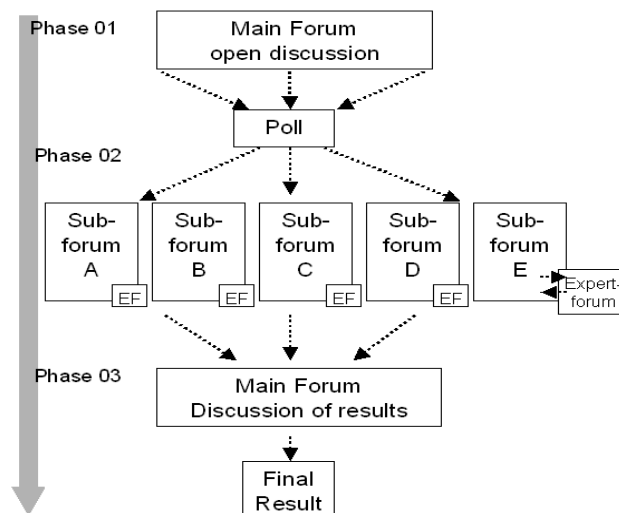 Phase 01
Main Forum
open discussion
Poll
Phase 02
Sub-
forum
A
EF
Sub-
forum
B
EF
Sub-
forum
C
EF
Sub-
forum
D
EF
Sub-
forum
E
Expert-
forum
Phase 03
Main Forum
Discussion of results
Final
Result